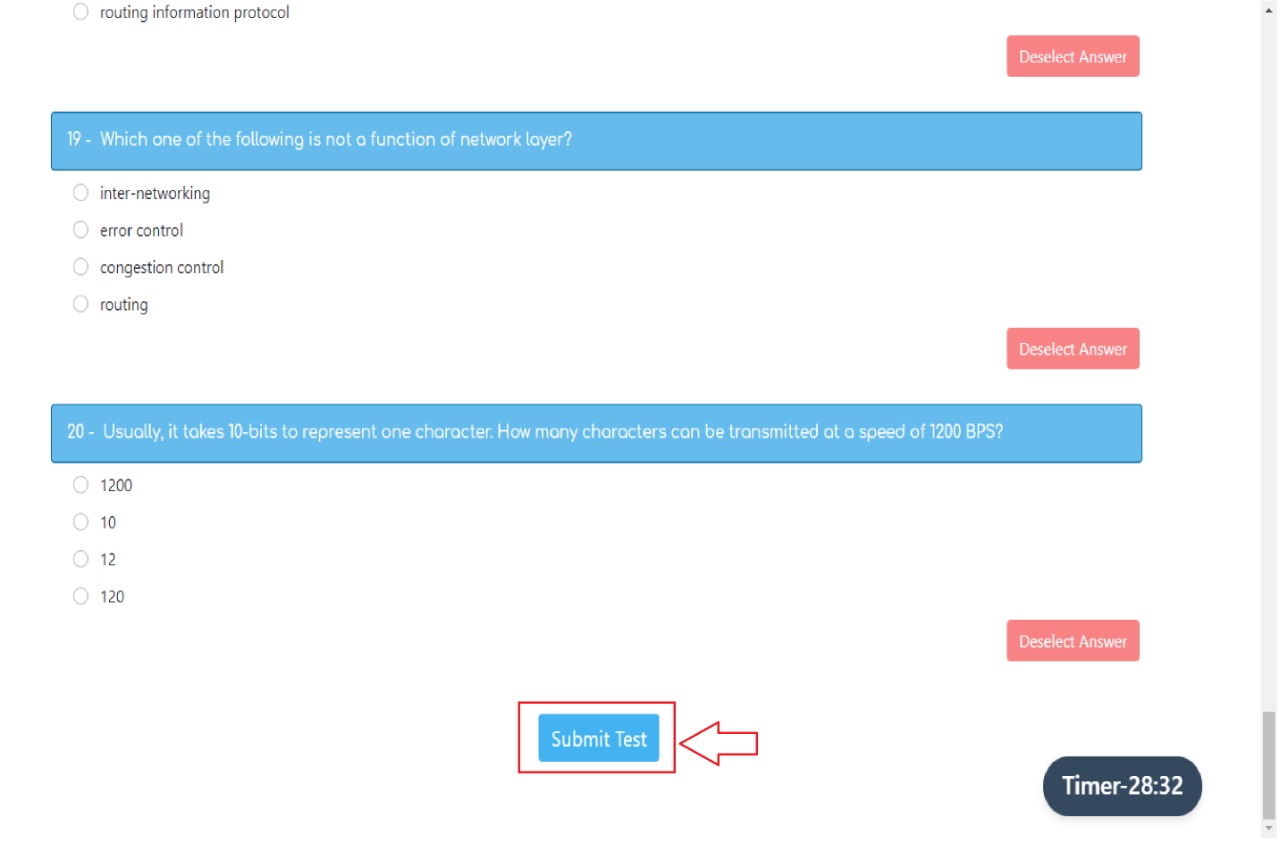 routing information protocol
Deselect Answer
19 - Which one of the following is not a function of network layer?
inter-networking
error control
congestion control
routing
Deselect Answer
20 - Usually, it takes 10-bits to represent one character. How many characters can be transmitted at a speed of 1200 BPS?
1200
10
12
120
Deselect Answer
Submit Test
Timer-28:32